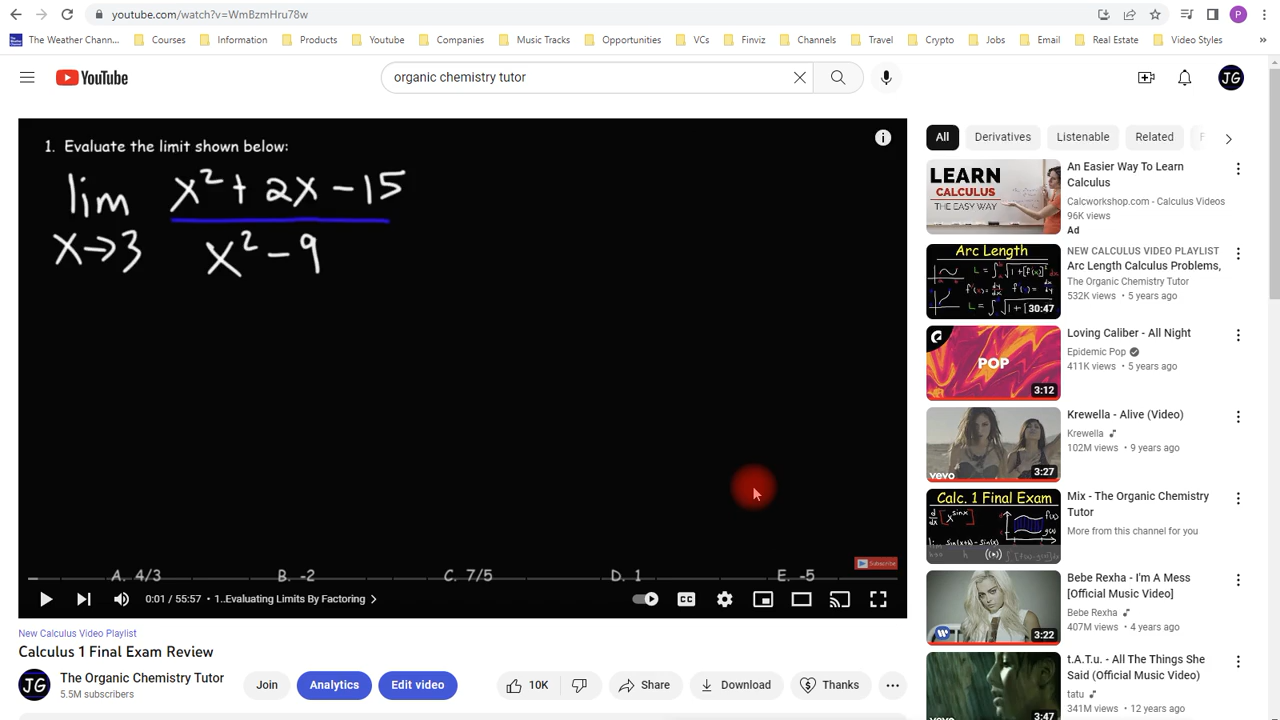 youtube.com/watch?v=WmBzmHru78w
P
The Weather Chann... Courses Information Products Youtube Companies Music Tracks Opportunities VCs Finviz Channels Travel Crypto Jobs Email Real Estate Video Styles »
YouTube organic chemistry tutor JG
1. Evaluate the limit shown below:
lim x→3
x² + 2x - 15
x² - 9
A. 4/3 B. -2 C. 7/5 D. 1 E. -5
Subscribe
0:01 / 55:57 • 1..Evaluating Limits By Factoring
CC
New Calculus Video Playlist
Calculus 1 Final Exam Review
JG
The Organic Chemistry Tutor
5.5M subscribers
Join Analytics Edit video 10K Share Download Thanks
All Derivatives Listenable Related
LEARN
CALCULUS
THE EASY WAY
An Easier Way To Learn
Calculus
Calcworkshop.com - Calculus Videos
96K views
Ad
Arc Length
30:47
NEW CALCULUS VIDEO PLAYLIST
Arc Length Calculus Problems,
The Organic Chemistry Tutor
532K views • 5 years ago
POP
3:12
Loving Caliber - All Night
Epidemic Pop
411K views • 5 years ago
vevo
3:27
Krewella - Alive (Video)
Krewella
102M views • 9 years ago
Calc. 1 Final Exam
Mix - The Organic Chemistry
Tutor
More from this channel for you
3:22
Bebe Rexha - I'm A Mess
[Official Music Video]
Bebe Rexha
407M views • 4 years ago
vevo
3:47
t.A.T.u. - All The Things She
Said (Official Music Video)
tatu
341M views • 12 years ago